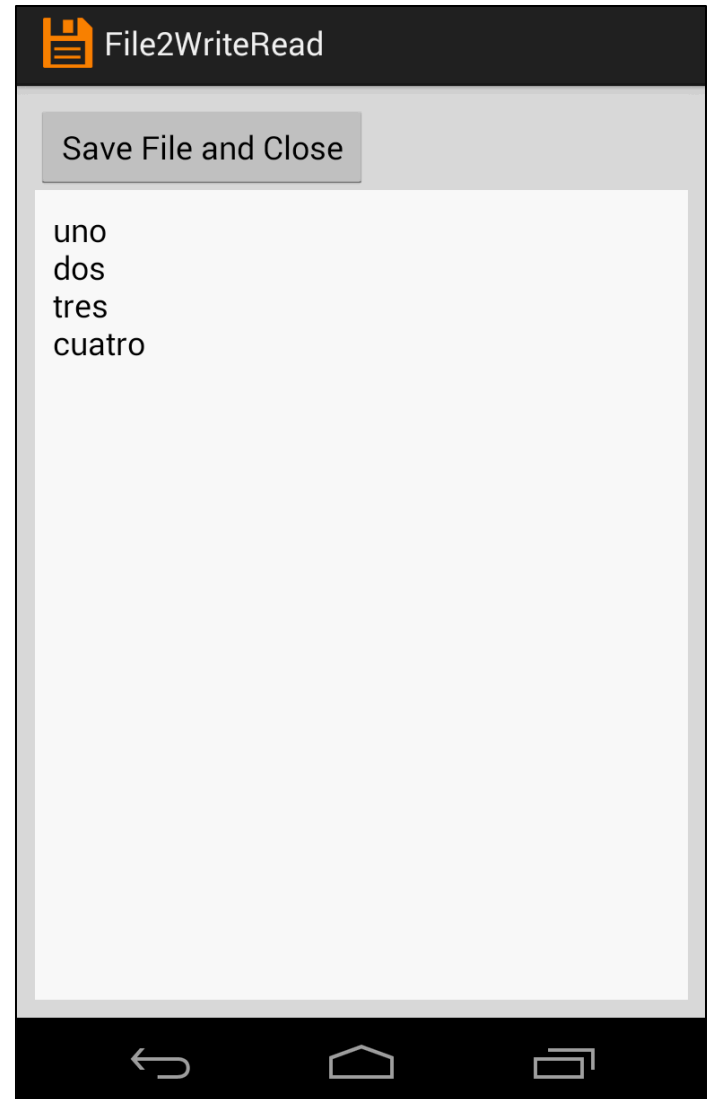 File2WriteRead
Save File and Close
uno
dos
tres
cuatro